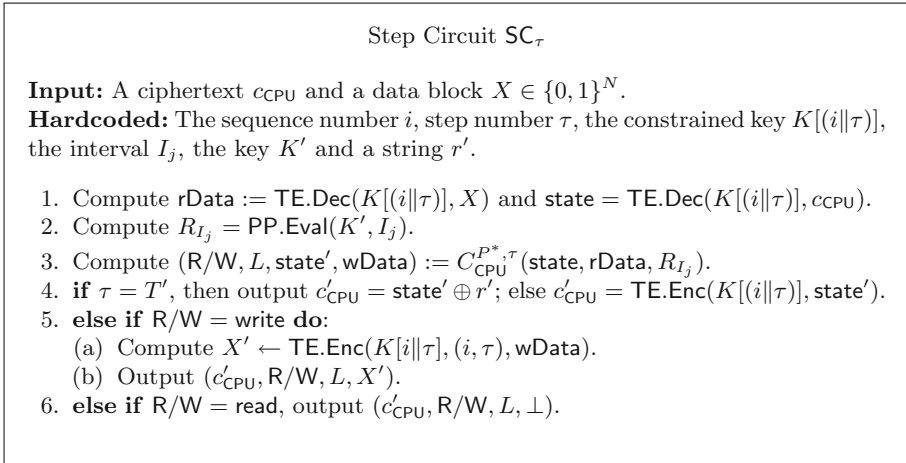 Step Circuit SC_τ
Input: A ciphertext c_CPU and a data block X ∈ {0, 1}^N.
Hardcoded: The sequence number i, step number τ, the constrained key K[(i‖τ)],
the interval I_j, the key K′ and a string r′.
1. Compute rData := TE.Dec(K[(i‖τ)], X) and state = TE.Dec(K[(i‖τ)], c_CPU).
2. Compute R_{I_j} = PP.Eval(K′, I_j).
3. Compute (R/W, L, state′, wData) := C_CPU^{P*,τ}(state, rData, R_{I_j}).
4. if τ = T′, then output c′_CPU = state′ ⊕ r′; else c′_CPU = TE.Enc(K[(i‖τ)], state′).
5. else if R/W = write do:
(a) Compute X′ ← TE.Enc(K[i‖τ], (i, τ), wData).
(b) Output (c′_CPU, R/W, L, X′).
6. else if R/W = read, output (c′_CPU, R/W, L, ⊥).